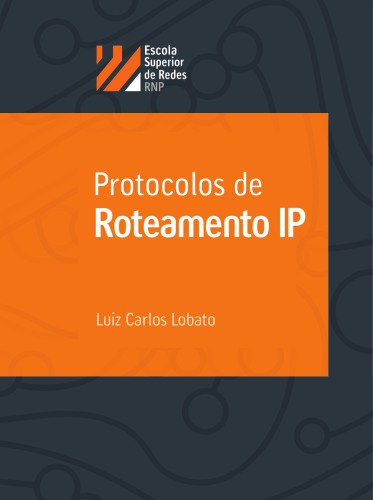 Escola
Superior
de Redes
RNP
Protocolos de
Roteamento IP
Luiz Carlos Lobato